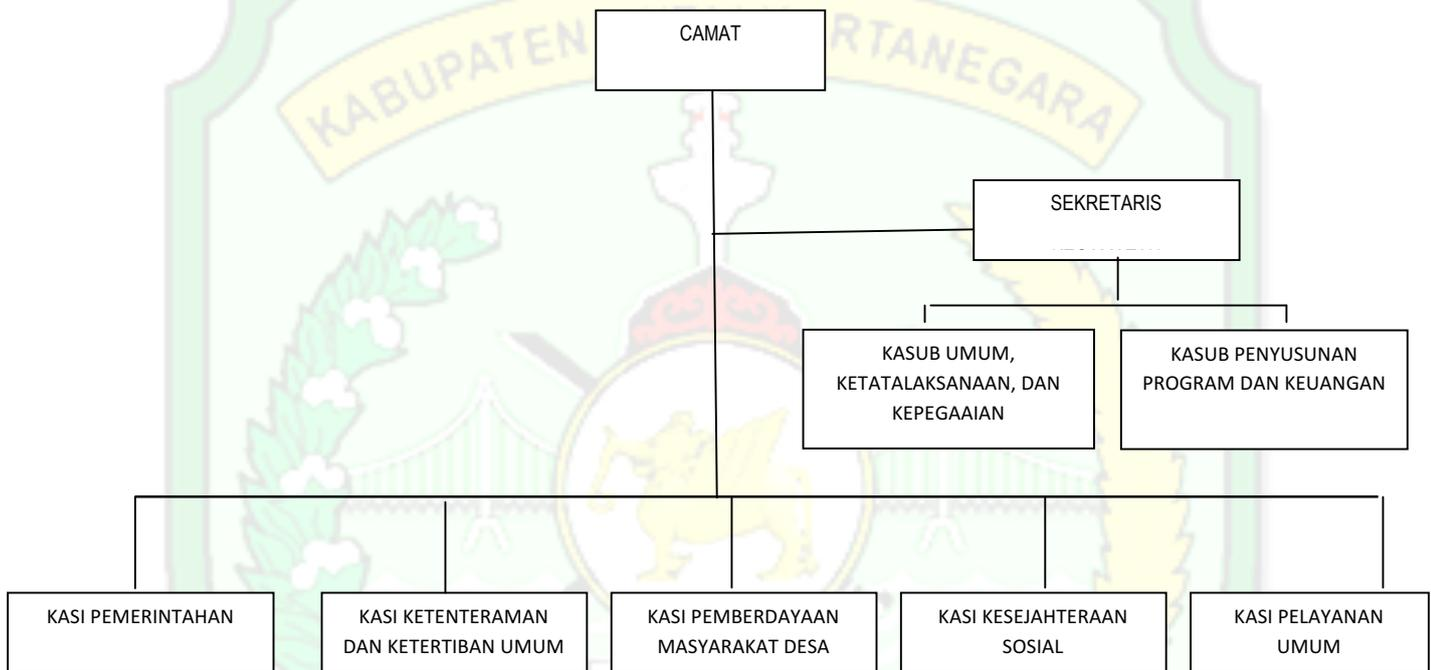 CAMAT
KABUPATEN
RTANEGARA
SEKRETARIS
KASUB UMUM,
KETATALAKSANAAN, DAN
KEPEGAAIAN
KASUB PENYUSUNAN
PROGRAM DAN KEUANGAN
KASI PEMERINTAHAN
KASI KETENTERAMAN
DAN KETERTIBAN UMUM
KASI PEMBERDAYAAN
MASYARAKAT DESA
KASI KESEJAHTERAAN
SOSIAL
KASI PELAYANAN
UMUM